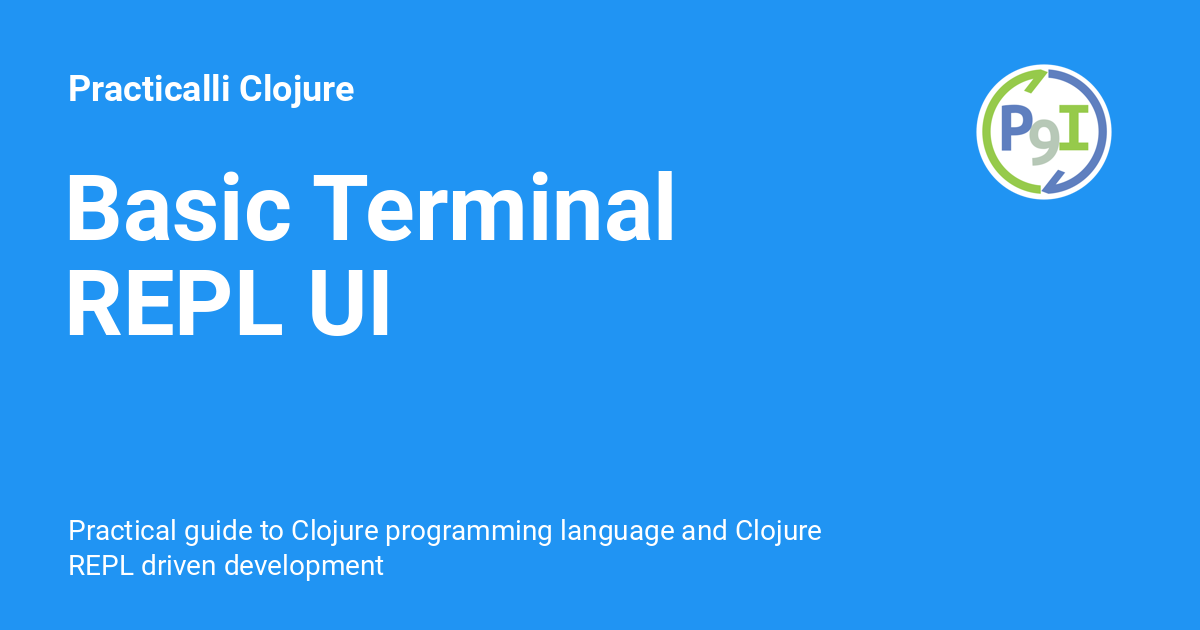 Practicalli Clojure
P9I
Basic Terminal
REPL UI
Practical guide to Clojure programming language and Clojure
REPL driven development